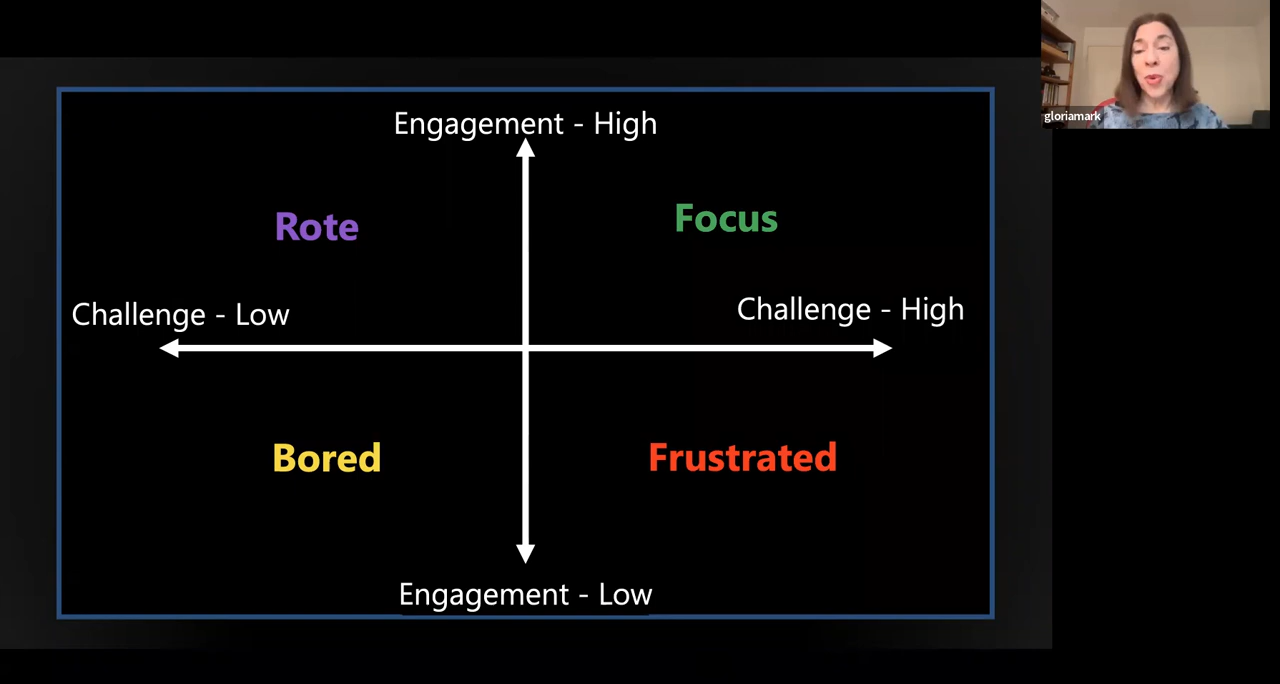 gloriamark
Engagement - High
Rote
Focus
Challenge - Low
Challenge - High
Bored
Frustrated
Engagement - Low